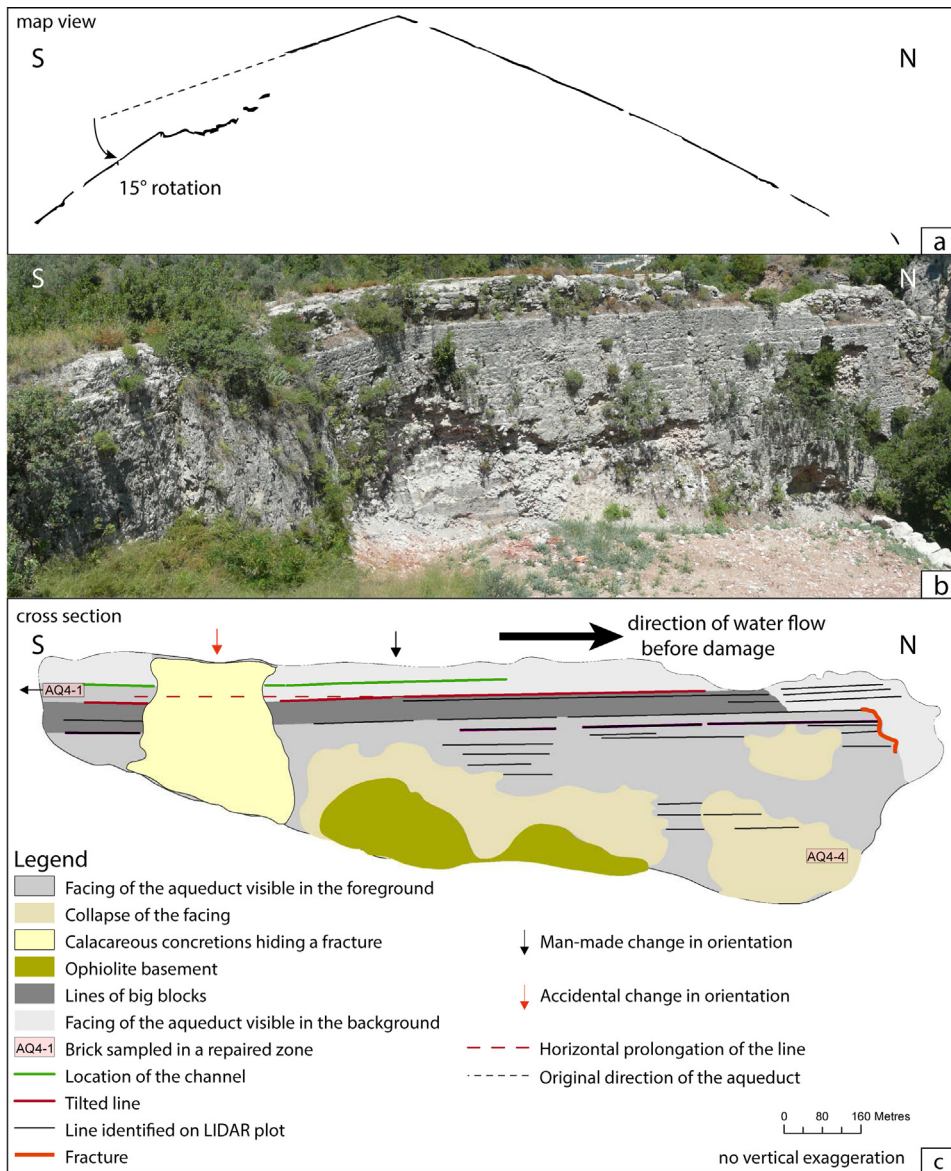 map view
S
N
15° rotation
a
S
N
b
cross section
S
direction of water flow
before damage
N
AQ4-1
AQ4-4
Legend
Facing of the aqueduct visible in the foreground
Collapse of the facing
Calacareous concretions hiding a fracture
Ophiolite basement
Lines of big blocks
Facing of the aqueduct visible in the background
AQ4-1 Brick sampled in a repaired zone
Location of the channel
Tilted line
Line identified on LIDAR plot
Fracture
Man-made change in orientation
Accidental change in orientation
Horizontal prolongation of the line
Original direction of the aqueduct
0 80 160 Metres
no vertical exaggeration
c